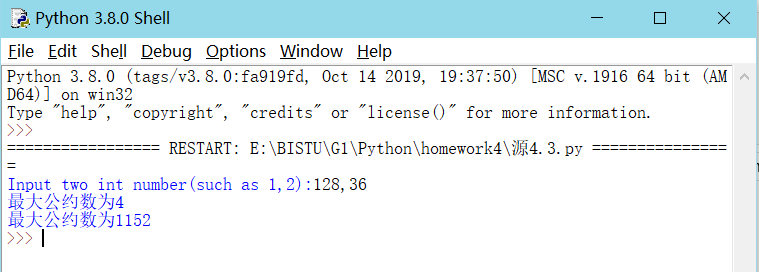 Python 3.8.0 Shell
File Edit Shell Debug Options Window Help
Python 3.8.0 (tags/v3.8.0:fa919fd, Oct 14 2019, 19:37:50) [MSC v.1916 64 bit (AM
D64)] on win32
Type "help", "copyright", "credits" or "license()" for more information.
>>>
================= RESTART: E:\BISTU\G1\Python\homework4\源4.3.py ===============
=
Input two int number(such as 1,2):128,36
最大公约数为4
最大公约数为1152
>>>